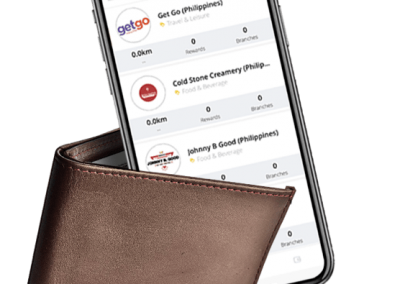 Get Go (Philippines)
getgo
Travel & Leisure
0.0km
0
Rewards
0
Branches
Cold Stone Creamery (Philip...
Food & Beverage
0.0km
0
Rewards
0
Branches
Johnny B Good (Philippines)
JOHNNY B. GOOD
Food & Beverage
0
Branches
0
Branches